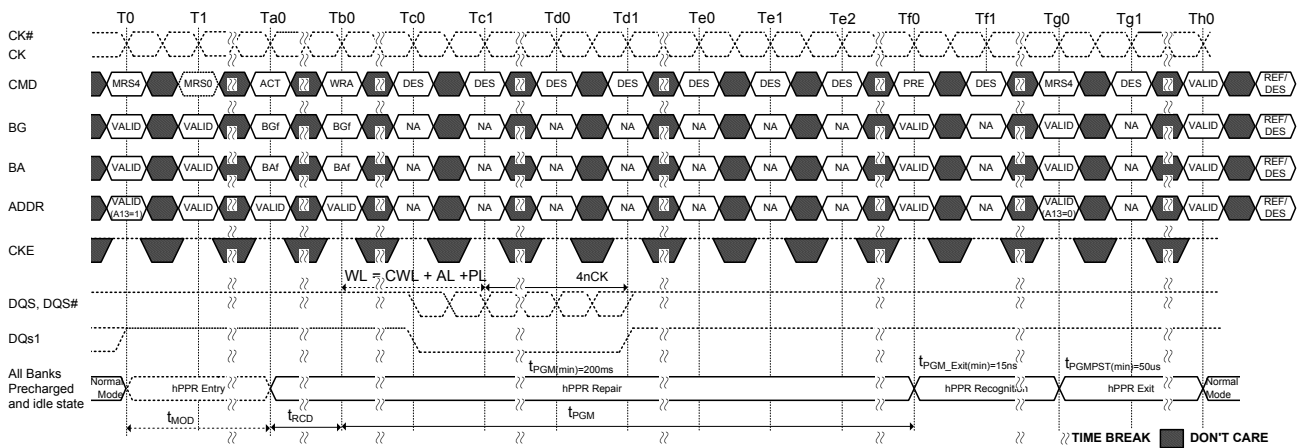 T0 T1 Ta0 Tb0 Tc0 Tc1 Td0 Td1 Te0 Te1 Te2 Tf0 Tf1 Tg0 Tg1 Th0
CK#
CK
CMD MRS4 MRS0 ACT WRA DES DES DES DES DES DES DES PRE DES MRS4 DES VALID REF/
DES
BG VALID VALID BGf BGf NA NA NA NA NA NA NA VALID NA VALID NA VALID REF/
DES
BA VALID VALID BAf BAf NA NA NA NA NA NA NA VALID NA VALID NA VALID REF/
DES
ADDR VALID
(A13=1) VALID VALID VALID NA NA NA NA NA NA NA VALID NA VALID
(A13=0) NA VALID REF/
DES
CKE
WL = CWL + AL +PL 4nCK
DQS, DQS#
DQs1
tPGM(min)=200ms tPGM_Exit(min)=15ns tPGMPST(min)=50us
All Banks
Precharged
and idle state
Normal
Mode hPPR Entry hPPR Repair hPPR Recognition hPPR Exit Normal
Mode
tMOD tRCD tPGM
TIME BREAK DON'T CARE